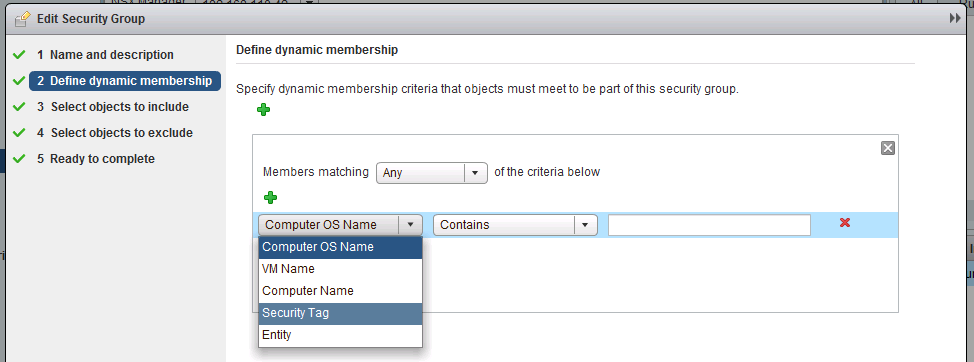 NSX Manager
Edit Security Group
1 Name and description
2 Define dynamic membership
3 Select objects to include
4 Select objects to exclude
5 Ready to complete
Define dynamic membership
Specify dynamic membership criteria that objects must meet to be part of this security group.
Members matching Any of the criteria below
Computer OS Name Contains
Computer OS Name
VM Name
Computer Name
Security Tag
Entity